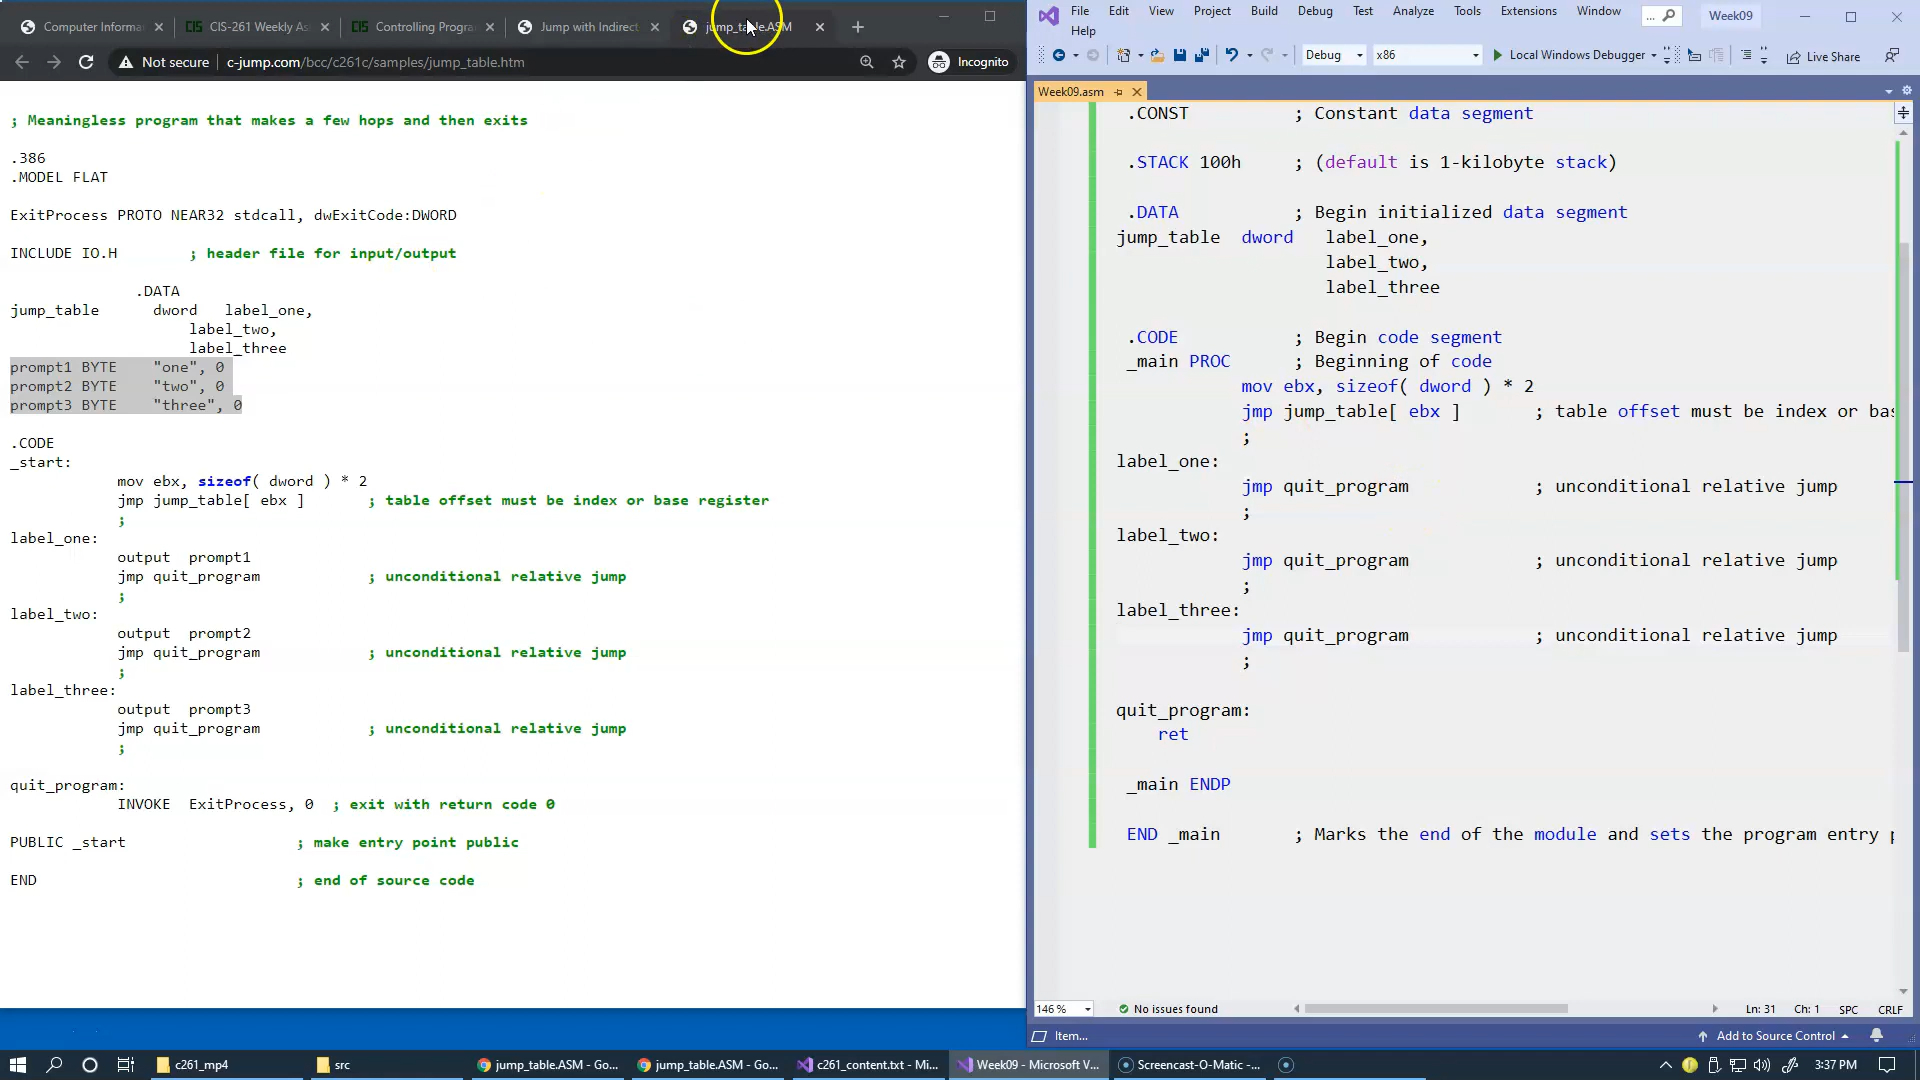 Computer Informa
CIS-261 Weekly As
Controlling Progra
Jump with Indirect
jump_table.ASM
Not secure
c-jump.com/bcc/c261c/samples/jump_table.htm
Incognito
; Meaningless program that makes a few hops and then exits
.386
.MODEL FLAT
ExitProcess PROTO NEAR32 stdcall, dwExitCode:DWORD
INCLUDE IO.H ; header file for input/output
.DATA
jump_table dword label_one,
label_two,
label_three
prompt1 BYTE "one", 0
prompt2 BYTE "two", 0
prompt3 BYTE "three", 0
.CODE
_start:
mov ebx, sizeof( dword ) * 2
jmp jump_table[ ebx ] ; table offset must be index or base register
;
label_one:
output prompt1
jmp quit_program ; unconditional relative jump
;
label_two:
output prompt2
jmp quit_program ; unconditional relative jump
;
label_three:
output prompt3
jmp quit_program ; unconditional relative jump
;
quit_program:
INVOKE ExitProcess, 0 ; exit with return code 0
PUBLIC _start ; make entry point public
END ; end of source code
File Edit View Project Build Debug Test Analyze Tools Extensions Window
Help
... Week09
Debug x86 Local Windows Debugger Live Share
Week09.asm
.CONST ; Constant data segment
.STACK 100h ; (default is 1-kilobyte stack)
.DATA ; Begin initialized data segment
jump_table dword label_one,
label_two,
label_three
.CODE ; Begin code segment
_main PROC ; Beginning of code
mov ebx, sizeof( dword ) * 2
jmp jump_table[ ebx ] ; table offset must be index or bas
;
label_one:
jmp quit_program ; unconditional relative jump
;
label_two:
jmp quit_program ; unconditional relative jump
;
label_three:
jmp quit_program ; unconditional relative jump
;
quit_program:
ret
_main ENDP
END _main ; Marks the end of the module and sets the program entry p
146 % No issues found Ln: 31 Ch: 1 SPC CRLF
Item... Add to Source Control
c261_mp4
src
jump_table.ASM - Go...
jump_table.ASM - Go...
c261_content.txt - Mi...
Week09 - Microsoft V...
Screencast-O-Matic -...
3:37 PM